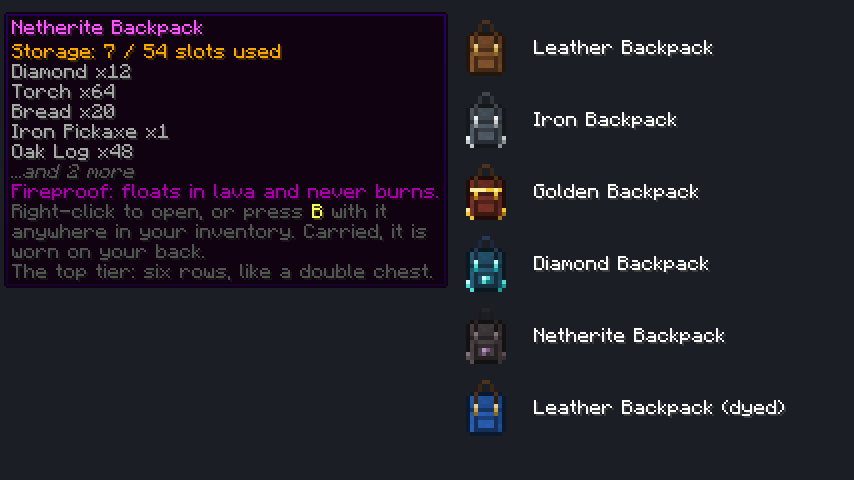 Netherite Backpack
Storage: 7 / 54 slots used
Diamond x12
Torch x64
Bread x20
Iron Pickaxe x1
Oak Log x48
...and 2 more
Fireproof: floats in lava and never burns.
Right-click to open, or press B with it
anywhere in your inventory. Carried, it is
worn on your back.
The top tier: six rows, like a double chest.
Leather Backpack
Iron Backpack
Golden Backpack
Diamond Backpack
Netherite Backpack
Leather Backpack (dyed)